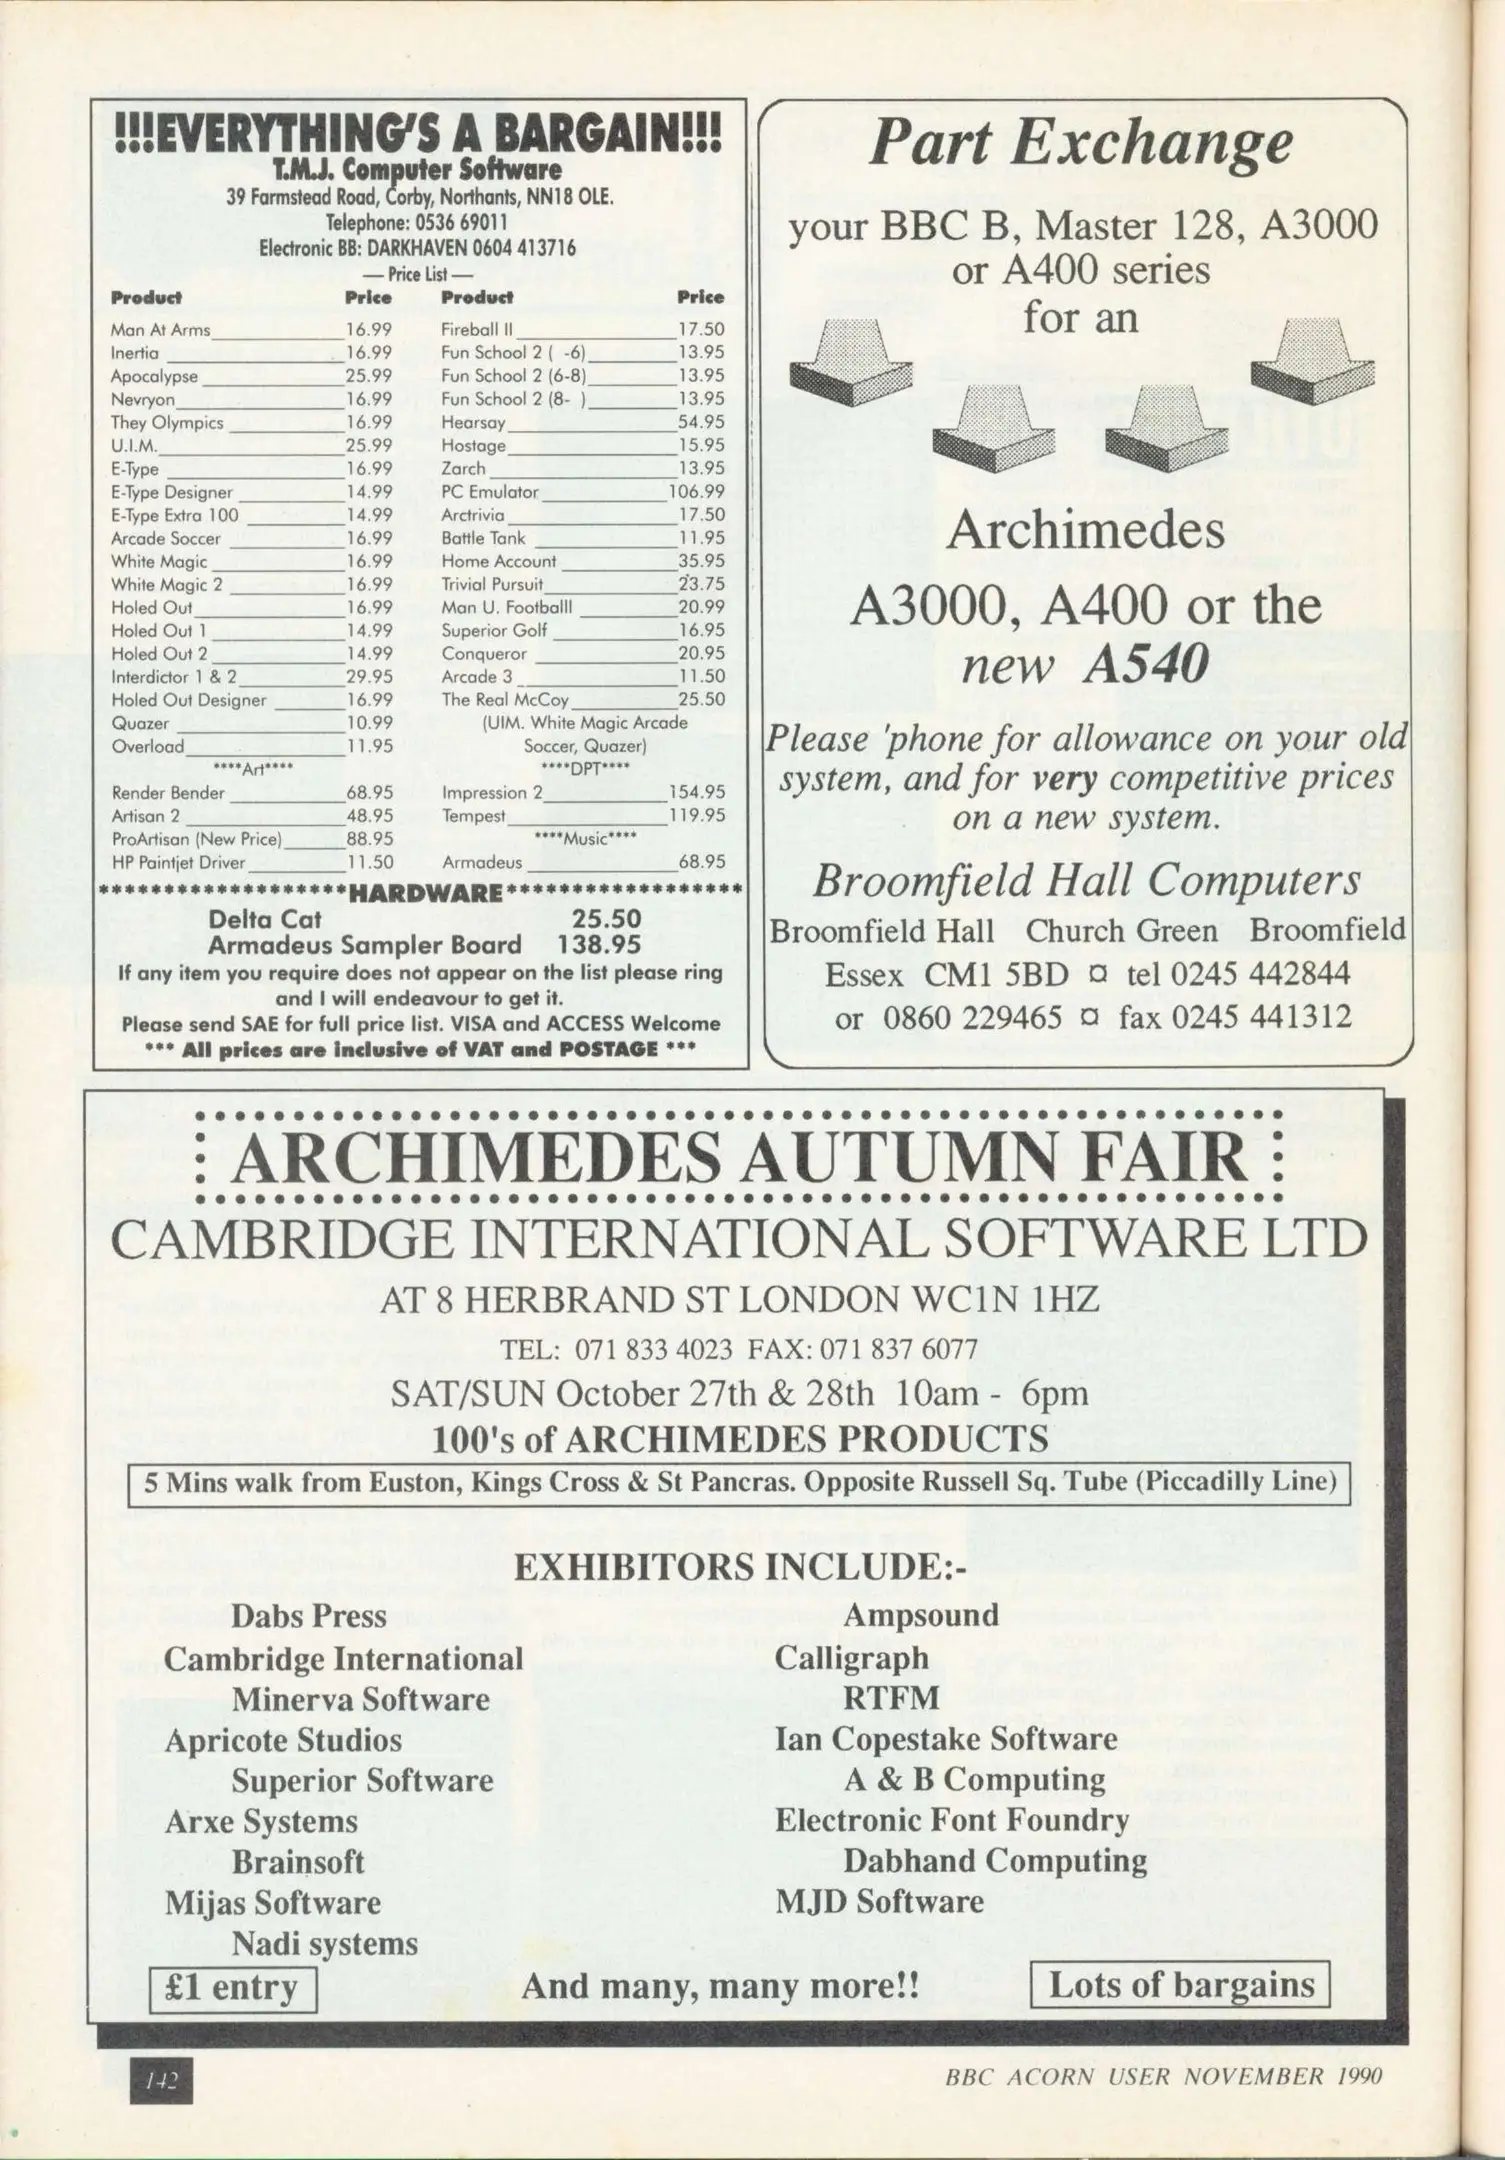 !!!EVERYTHING'S A BARGAIN!!!
T.M.J. Computer Software
39 Farmstead Road, Corby, Northants, NN18 OLE.
Telephone: 0536 69011
Electronic BB: DARKHAVEN 0604 413716
— Price List —
Product Price Product Price
Man At Arms 16.99 Fireball II 17.50
Inertia 16.99 Fun School 2 ( -6) 13.95
Apocalypse 25.99 Fun School 2 (6-8) 13.95
Nevryon 16.99 Fun School 2 (8- ) 13.95
They Olympics 16.99 Hearsay 54.95
U.I.M. 25.99 Hostage 15.95
E-Type 16.99 Zarch 13.95
E-Type Designer 14.99 PC Emulator 106.99
E-Type Extra 100 14.99 Arctrivia 17.50
Arcade Soccer 16.99 Battle Tank 11.95
White Magic 16.99 Home Account 35.95
White Magic 2 16.99 Trivial Pursuit 23.75
Holed Out 16.99 Man U. Footballl 20.99
Holed Out 1 14.99 Superior Golf 16.95
Holed Out 2 14.99 Conqueror 20.95
Interdictor 1 & 2 29.95 Arcade 3 11.50
Holed Out Designer 16.99 The Real McCoy 25.50
Quazer 10.99 (UIM. White Magic Arcade
Overload 11.95 Soccer, Quazer)
****Art**** ****DPT****
Render Bender 68.95 Impression 2 154.95
Artisan 2 48.95 Tempest 119.95
ProArtisan (New Price) 88.95 ****Music****
HP Paintjet Driver 11.50 Armadeus 68.95
*******************HARDWARE******************
Delta Cat 25.50
Armadeus Sampler Board 138.95
If any item you require does not appear on the list please ring
and I will endeavour to get it.
Please send SAE for full price list. VISA and ACCESS Welcome
*** All prices are inclusive of VAT and POSTAGE ***
Part Exchange
your BBC B, Master 128, A3000
or A400 series
for an
Archimedes
A3000, A400 or the
new A540
Please 'phone for allowance on your old
system, and for very competitive prices
on a new system.
Broomfield Hall Computers
Broomfield Hall Church Green Broomfield
Essex CM1 5BD ¤ tel 0245 442844
or 0860 229465 ¤ fax 0245 441312
ARCHIMEDES AUTUMN FAIR
CAMBRIDGE INTERNATIONAL SOFTWARE LTD
AT 8 HERBRAND ST LONDON WC1N 1HZ
TEL: 071 833 4023 FAX: 071 837 6077
SAT/SUN October 27th & 28th 10am - 6pm
100's of ARCHIMEDES PRODUCTS
5 Mins walk from Euston, Kings Cross & St Pancras. Opposite Russell Sq. Tube (Piccadilly Line)
EXHIBITORS INCLUDE:-
Dabs Press Ampsound
Cambridge International Calligraph
Minerva Software RTFM
Apricote Studios Ian Copestake Software
Superior Software A & B Computing
Arxe Systems Electronic Font Foundry
Brainsoft Dabhand Computing
Mijas Software MJD Software
Nadi systems
£1 entry And many, many more!! Lots of bargains
142 BBC ACORN USER NOVEMBER 1990